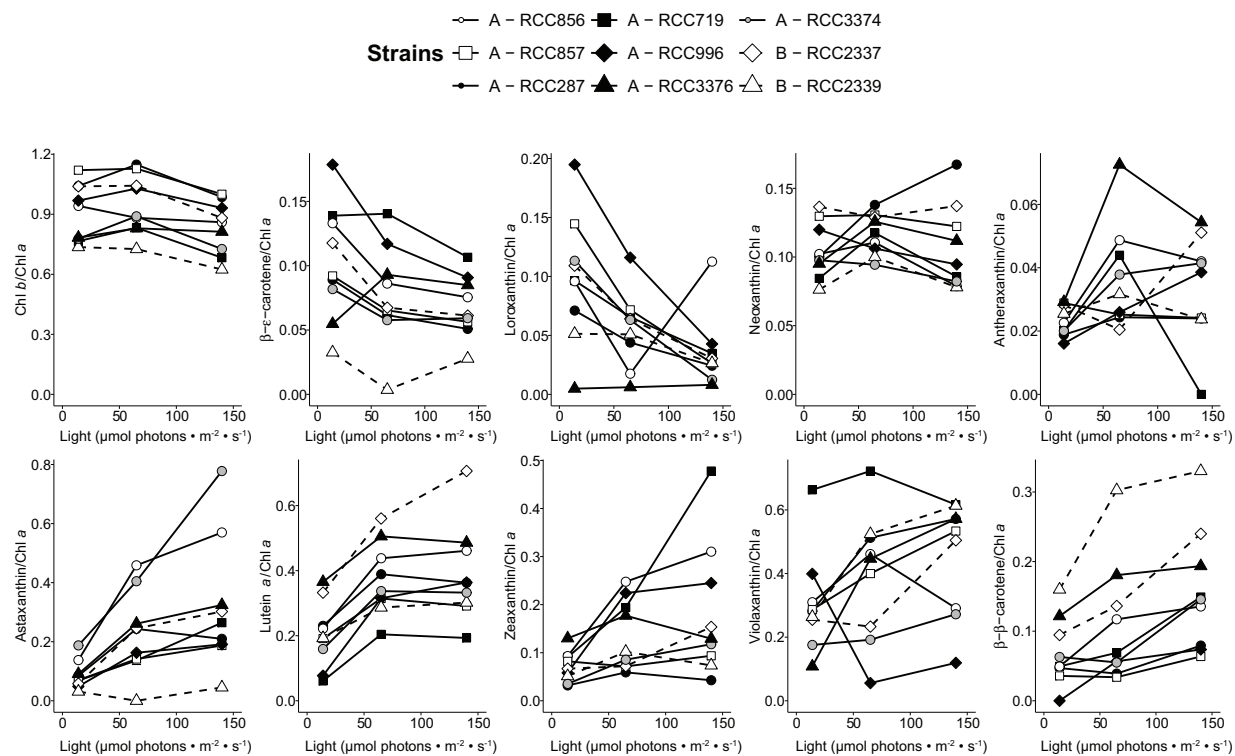 A − RCC856 A − RCC719 A − RCC3374
Strains A − RCC857 A − RCC996 B − RCC2337
A − RCC287 A − RCC3376 B − RCC2339
Chl b/Chl a
1.2
0.9
0.6
0.3
0.0
0 50 100 150
Light (μmol photons • m⁻² • s⁻¹)
β−ε−carotene/Chl a
0.15
0.10
0.05
0.00
0 50 100 150
Light (μmol photons • m⁻² • s⁻¹)
Loroxanthin/Chl a
0.20
0.15
0.10
0.05
0.00
0 50 100 150
Light (μmol photons • m⁻² • s⁻¹)
Neoxanthin/Chl a
0.15
0.10
0.05
0.00
0 50 100 150
Light (μmol photons • m⁻² • s⁻¹)
Antheraxanthin/Chl a
0.06
0.04
0.02
0.00
0 50 100 150
Light (μmol photons • m⁻² • s⁻¹)
Astaxanthin/Chl a
0.8
0.6
0.4
0.2
0.0
0 50 100 150
Light (μmol photons • m⁻² • s⁻¹)
Lutein a/Chl a
0.6
0.4
0.2
0.0
0 50 100 150
Light (μmol photons • m⁻² • s⁻¹)
Zeaxanthin/Chl a
0.5
0.4
0.3
0.2
0.1
0.0
0 50 100 150
Light (μmol photons • m⁻² • s⁻¹)
Violaxanthin/Chl a
0.6
0.4
0.2
0.0
0 50 100 150
Light (μmol photons • m⁻² • s⁻¹)
β−β−carotene/Chl a
0.3
0.2
0.1
0.0
0 50 100 150
Light (μmol photons • m⁻² • s⁻¹)